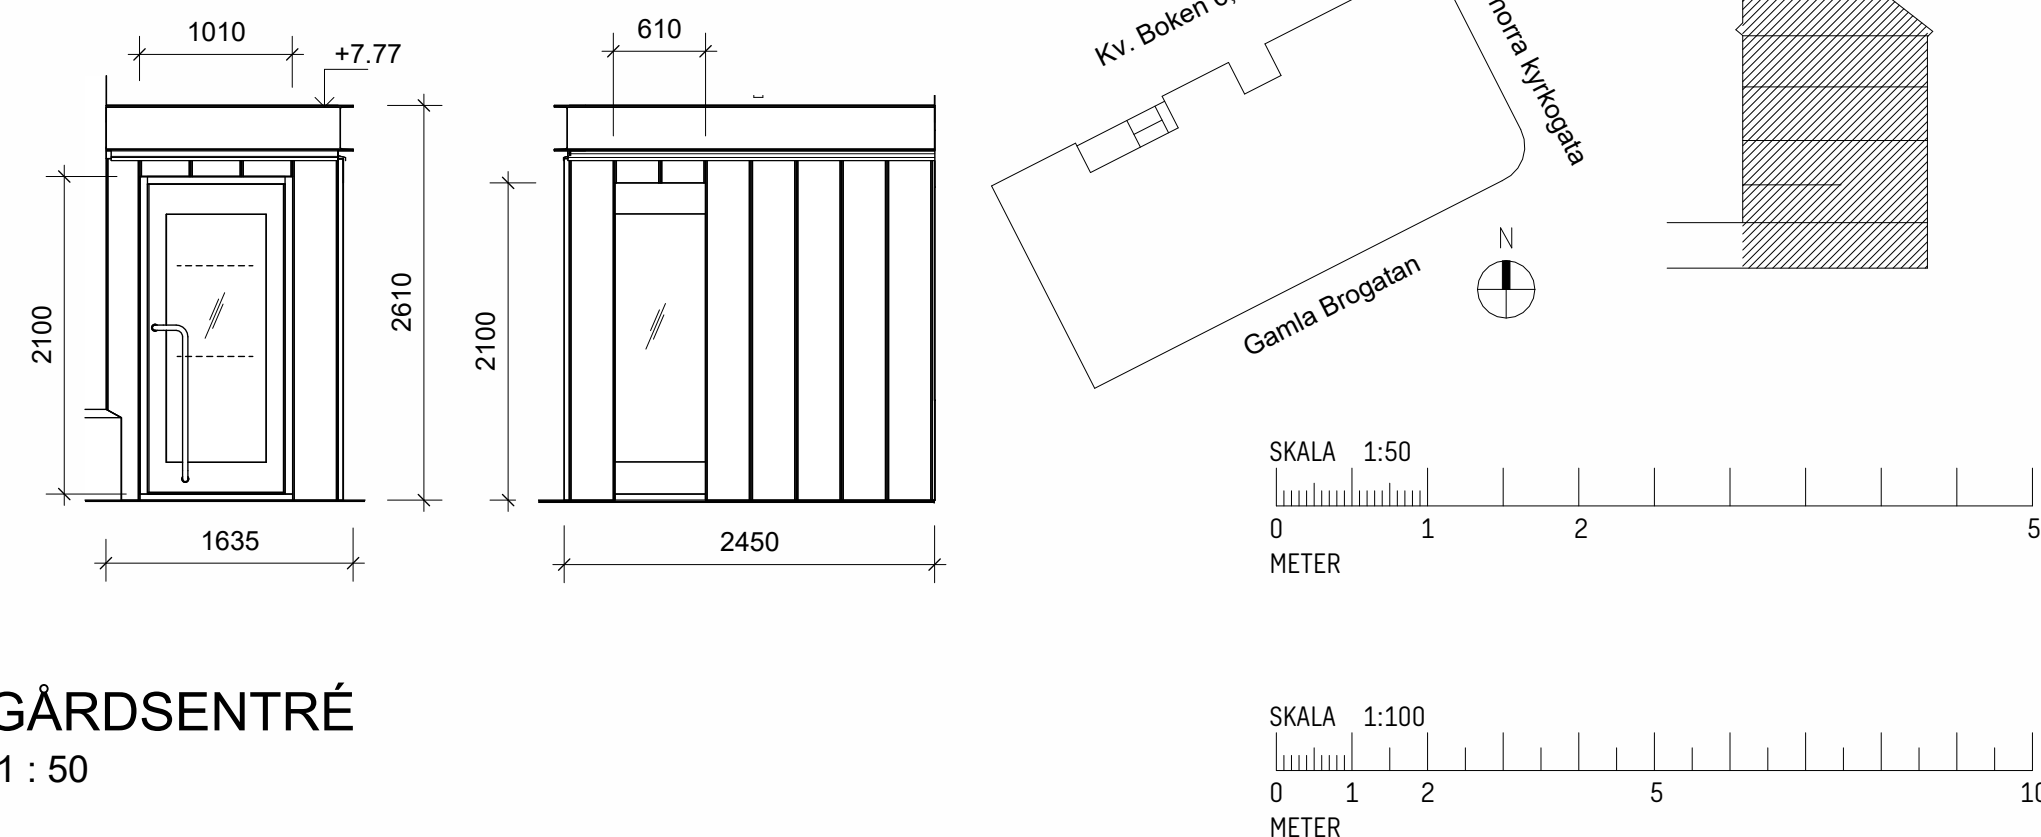 1010
+7.77
2100
2610
1635
610
2100
2450
GÅRDSENTRÉ
1 : 50
Kv. Boken
norra kyrkogata
Gamla Brogatan
N
SKALA 1:50
0 1 2 5
METER
SKALA 1:100
0 1 2 5 10
METER